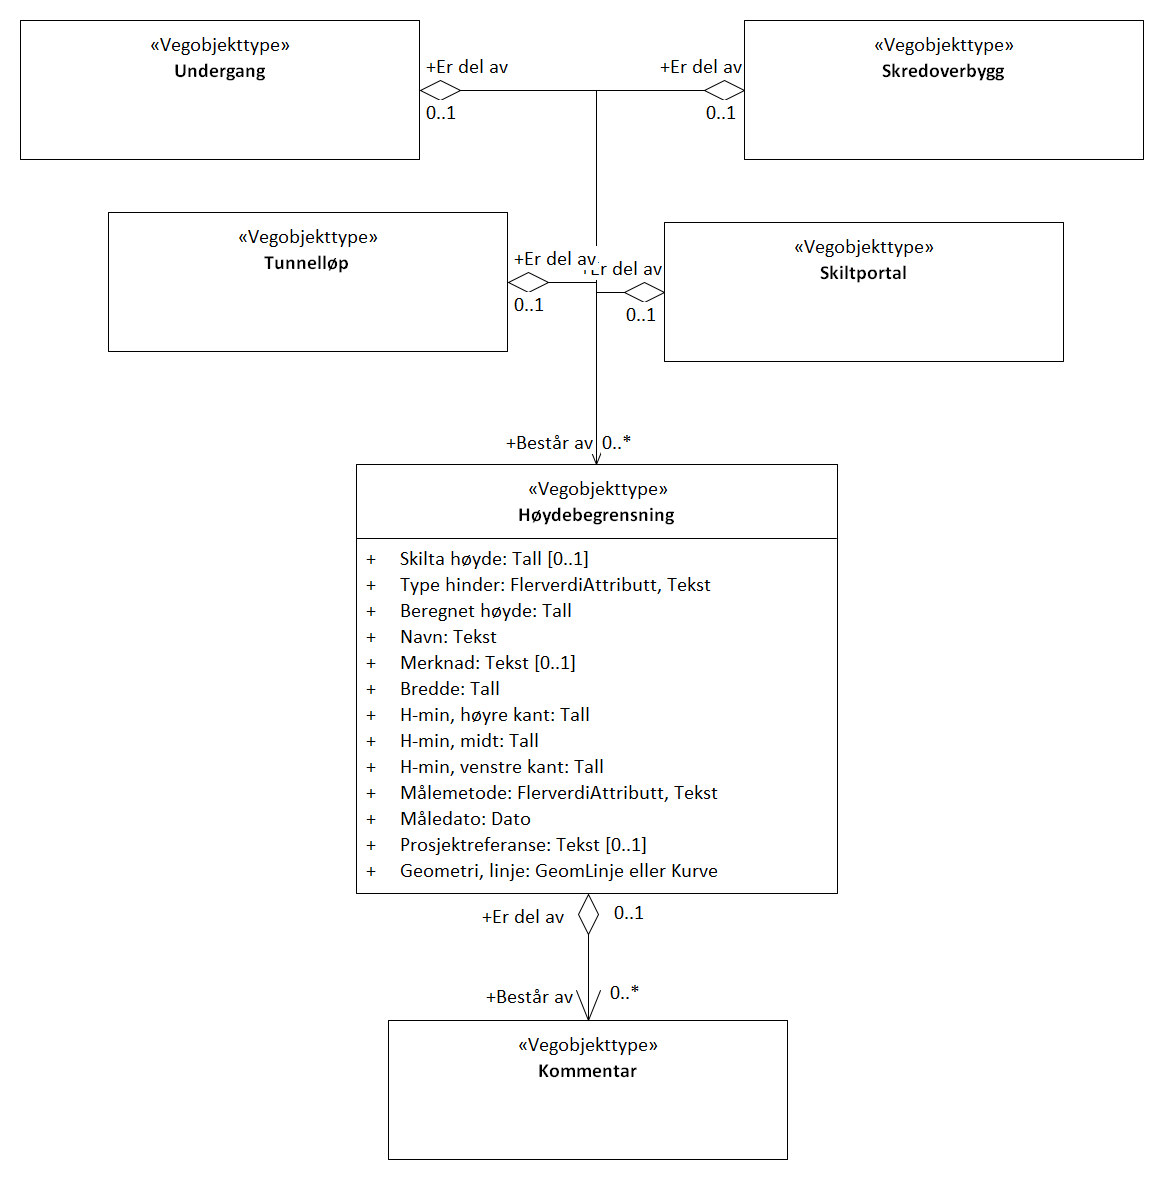 «Vegobjekttype»
Undergang
«Vegobjekttype»
Skredoverbygg
+Er del av
0..1
+Er del av
0..1
«Vegobjekttype»
Tunnelløp
«Vegobjekttype»
Skiltportal
+Er del av
0..1
+Er del av
0..1
+Består av 0..*
«Vegobjekttype»
Høydebegrensning
+ Skilta høyde: Tall [0..1]
+ Type hinder: FlerverdiAttributt, Tekst
+ Beregnet høyde: Tall
+ Navn: Tekst
+ Merknad: Tekst [0..1]
+ Bredde: Tall
+ H-min, høyre kant: Tall
+ H-min, midt: Tall
+ H-min, venstre kant: Tall
+ Målemetode: FlerverdiAttributt, Tekst
+ Måledato: Dato
+ Prosjektreferanse: Tekst [0..1]
+ Geometri, linje: GeomLinje eller Kurve
+Er del av 0..1
+Består av 0..*
«Vegobjekttype»
Kommentar